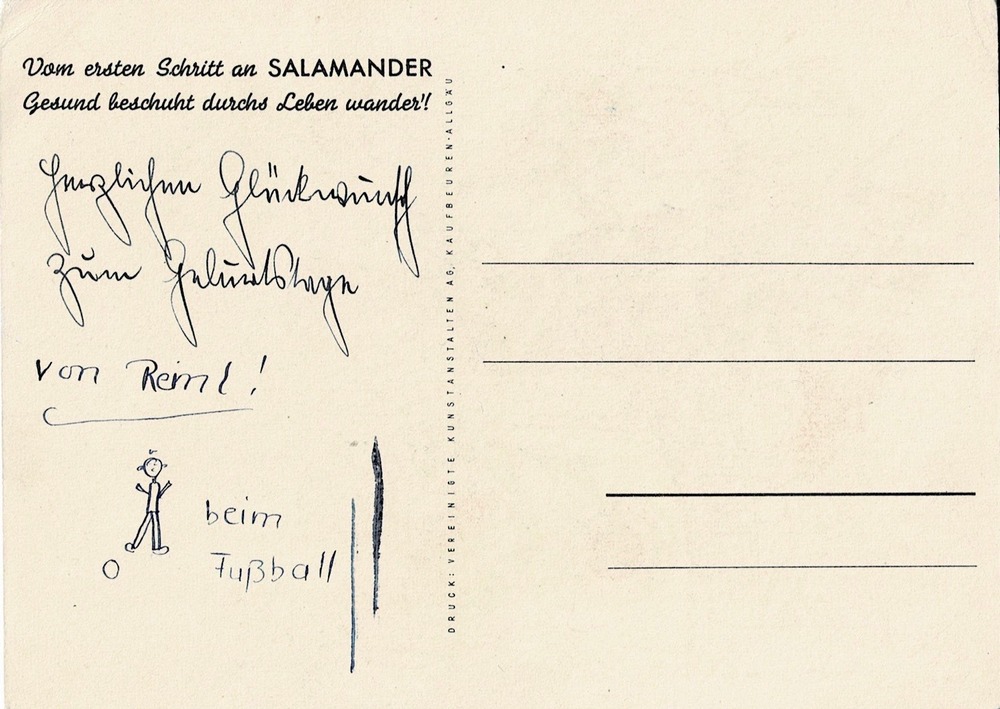 Vom ersten Schritt an SALAMANDER
Gesund beschuht durchs Leben wander'!
Herzlichen Glückwunsch
zum Geburtstage
von Reinl!
beim
Fußball
DRUCK: VEREINIGTE KUNSTANSTALTEN AG, KAUFBEUREN-ALLGÄU